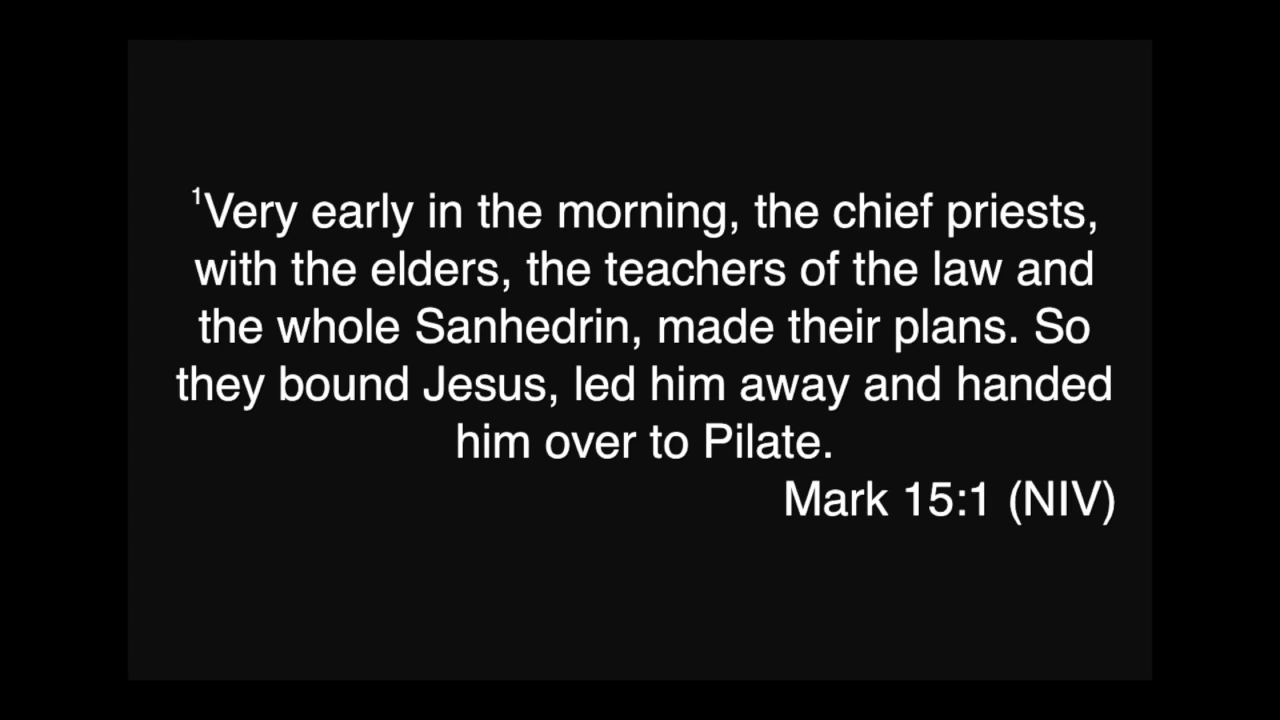 ¹Very early in the morning, the chief priests,
with the elders, the teachers of the law and
the whole Sanhedrin, made their plans. So
they bound Jesus, led him away and handed
him over to Pilate.
Mark 15:1 (NIV)